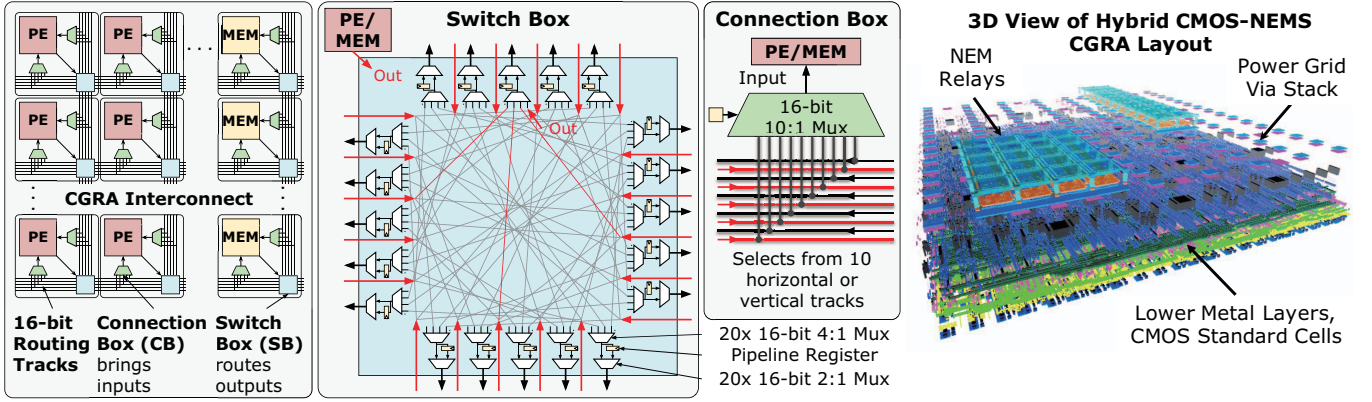 PE
PE
MEM
PE
PE
MEM
CGRA Interconnect
PE
PE
MEM
16-bit
Routing
Tracks
Connection
Box (CB)
brings
inputs
Switch
Box (SB)
routes
outputs
PE/
MEM
Switch Box
Out
Out
20x 16-bit 4:1 Mux
Pipeline Register
20x 16-bit 2:1 Mux
Connection Box
PE/MEM
Input
16-bit
10:1 Mux
Selects from 10
horizontal or
vertical tracks
3D View of Hybrid CMOS-NEMS
CGRA Layout
NEM
Relays
Power Grid
Via Stack
Lower Metal Layers,
CMOS Standard Cells